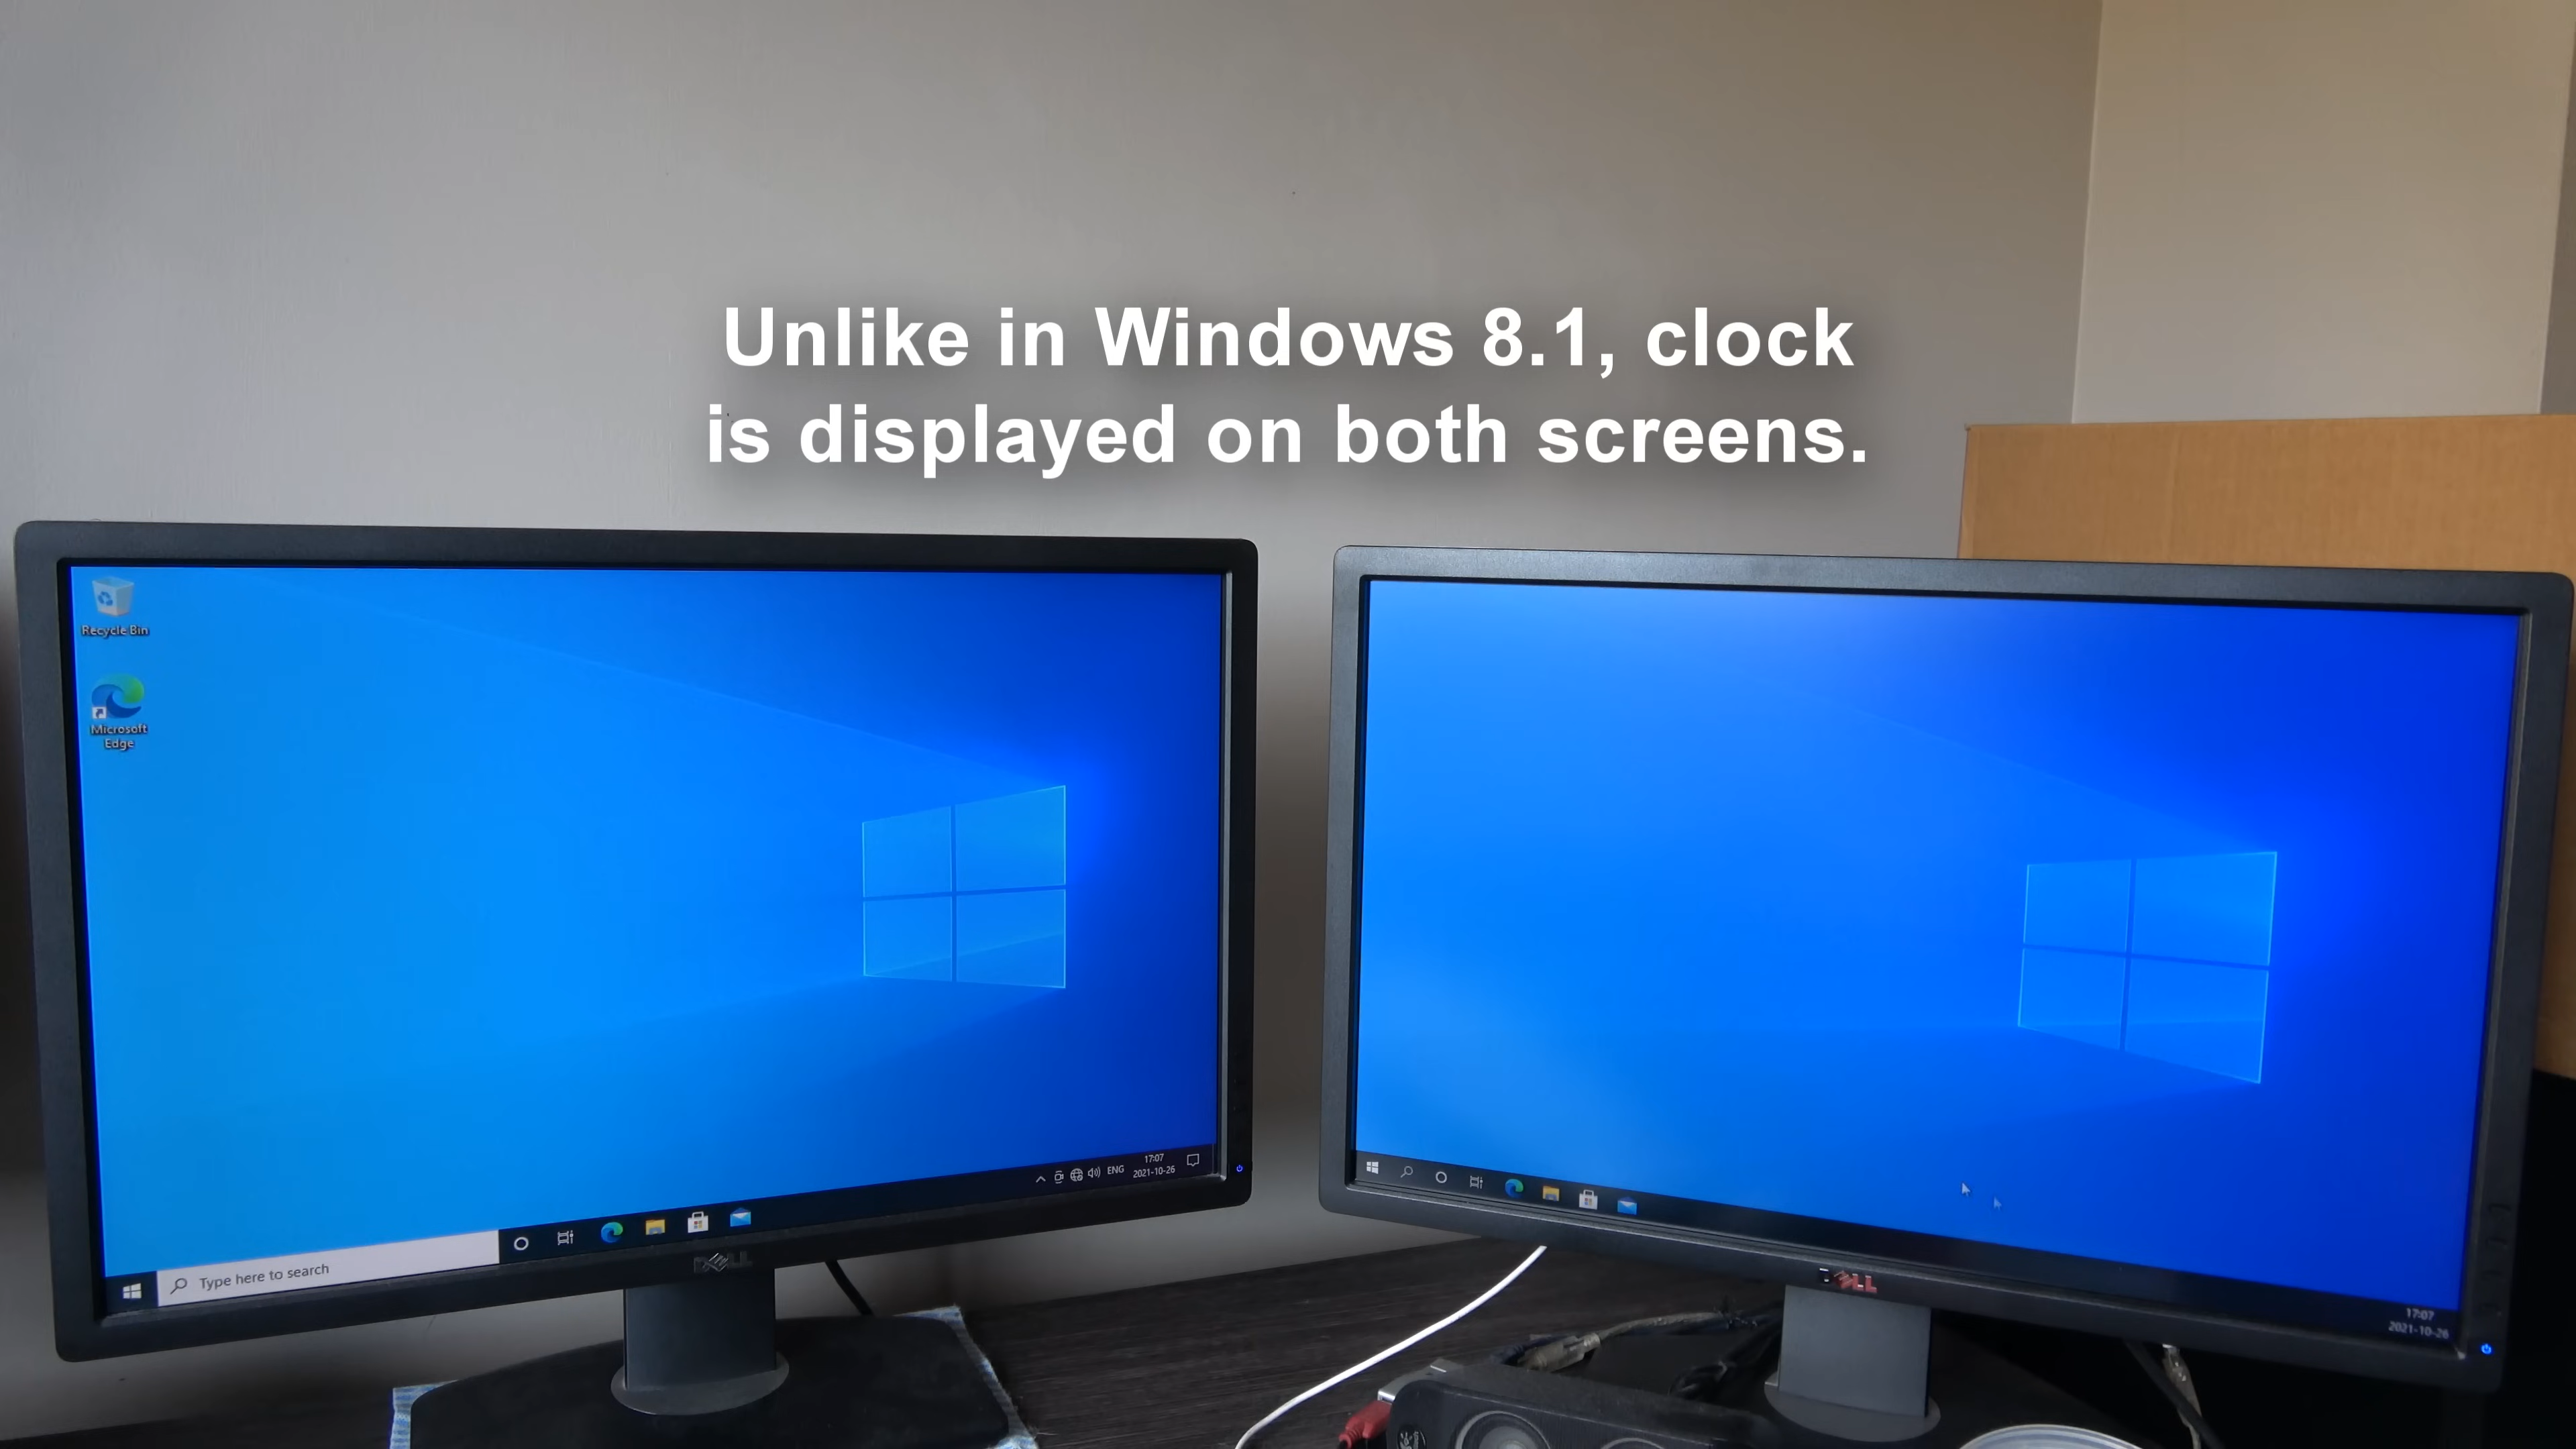 Unlike in Windows 8.1, clock
is displayed on both screens.
Recycle Bin
Microsoft
Edge
ENG
17:07
2021-10-26
Type here to search
DELL
DELL
17:07
2021-10-26